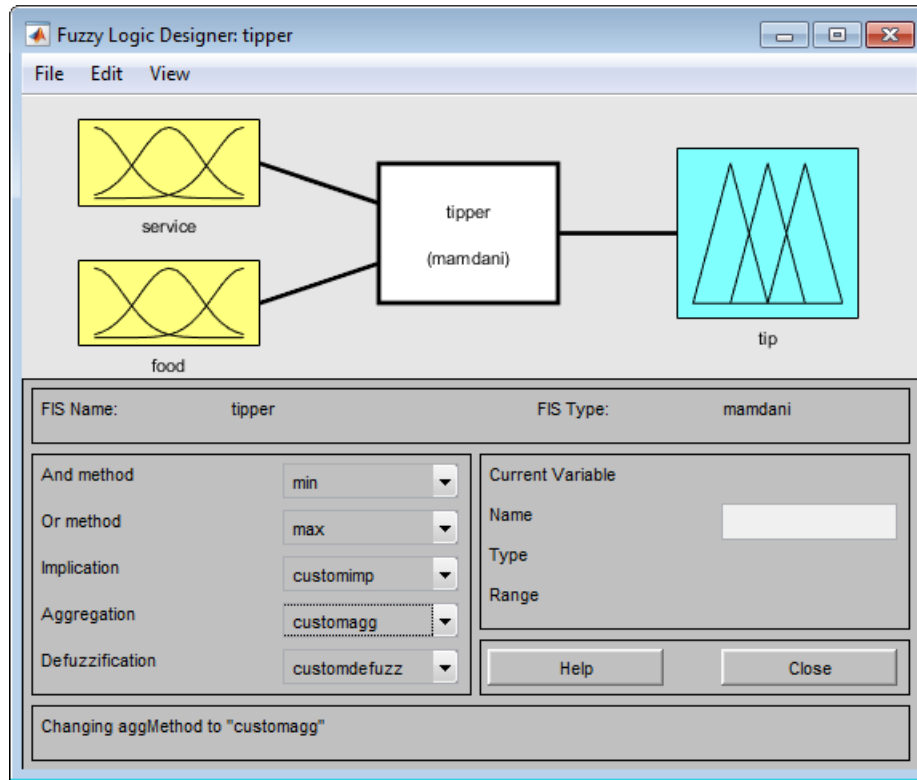 Fuzzy Logic Designer: tipper
File Edit View
service
food
tipper
(mamdani)
tip
FIS Name: tipper FIS Type: mamdani
And method min
Or method max
Implication customimp
Aggregation customagg
Defuzzification customdefuzz
Current Variable
Name
Type
Range
Help Close
Changing aggMethod to "customagg"